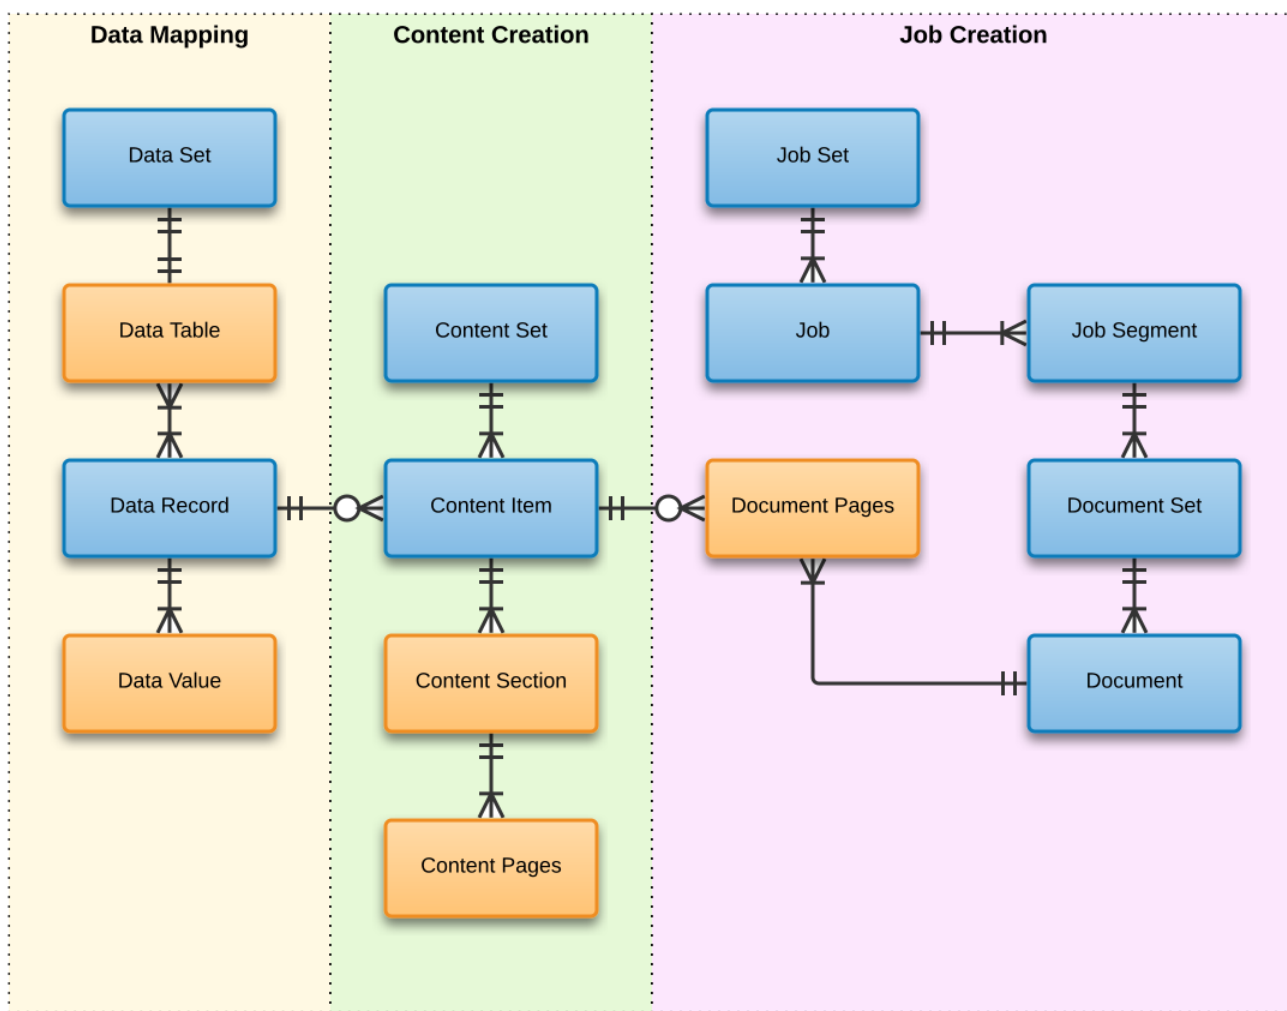 Data Mapping
Content Creation
Job Creation
Data Set
Job Set
Data Table
Content Set
Job
Job Segment
Data Record
Content Item
Document Pages
Document Set
Data Value
Content Section
Document
Content Pages